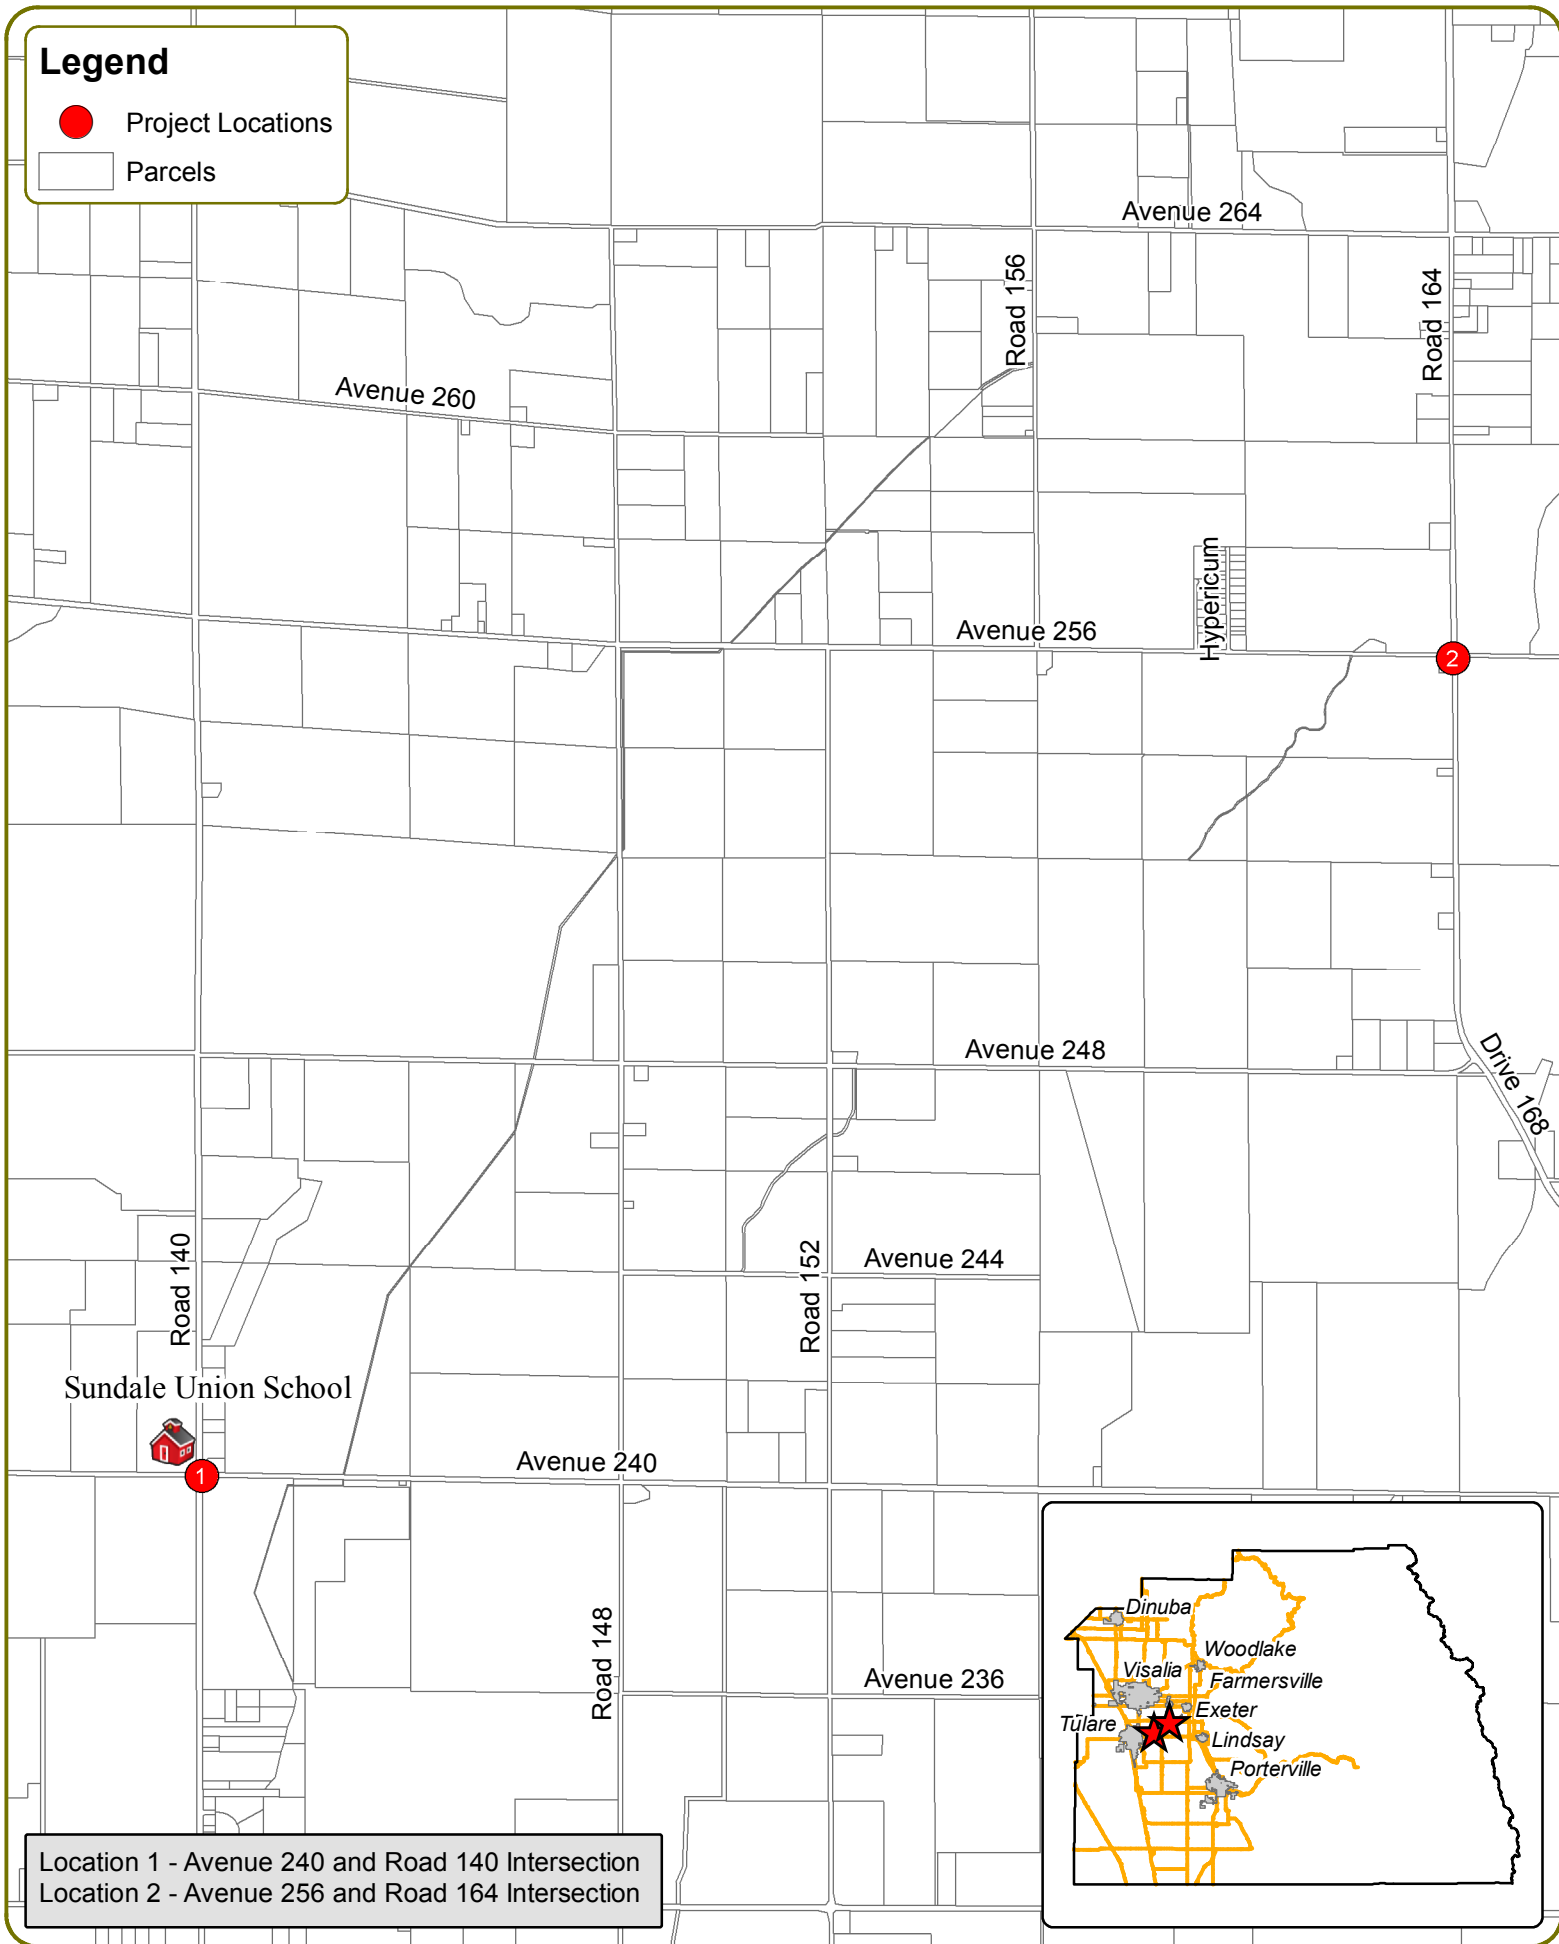 Legend
Project Locations
Parcels
Avenue 264
Road 156
Road 164
Avenue 260
Hypericum
Avenue 256
2
Avenue 248
Drive 168
Road 140
Road 152
Avenue 244
Sundale Union School
1
Avenue 240
Road 148
Avenue 236
Dinuba
Woodlake
Visalia
Farmersville
Exeter
Tulare
Lindsay
Porterville
Location 1 - Avenue 240 and Road 140 Intersection
Location 2 - Avenue 256 and Road 164 Intersection